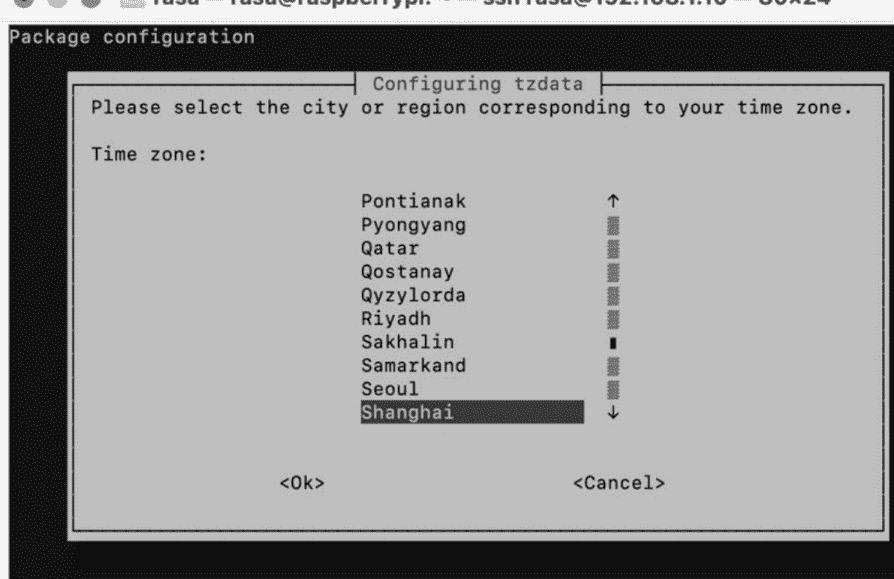 Package configuration
Configuring tzdata
Please select the city or region corresponding to your time zone.
Time zone:
Pontianak
Pyongyang
Qatar
Qostanay
Qyzylorda
Riyadh
Sakhalin
Samarkand
Seoul
Shanghai
<Ok> <Cancel>